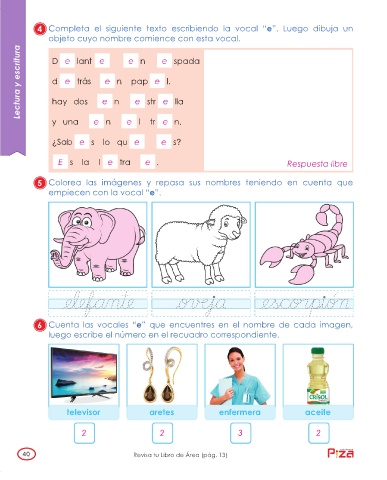 Lectura y escritura
4 Completa el siguiente texto escribiendo la vocal "e". Luego dibuja un
objeto cuyo nombre comience con esta vocal.
D e lant e e n e spada
d e trás e n pap e l,
hay dos e n e str e lla
y una e n e l tr e n.
¿Sab e s lo qu e e s?
E s la l e tra e .
Respuesta libre
5 Colorea las imágenes y repasa sus nombres teniendo en cuenta que
empiecen con la vocal "e".
elefante oveja escorpión
6 Cuenta las vocales "e" que encuentres en el nombre de cada imagen,
luego escribe el número en el recuadro correspondiente.
CRISOL
televisor aretes enfermera aceite
2 2 3 2
40 Revisa tu Libro de Área (pág. 13) P:zá